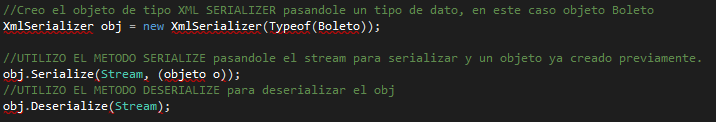 //Creo el objeto de tipo XML SERIALIZER pasandole un tipo de dato, en este caso objeto Boleto
XmlSerializer obj = new XmlSerializer(Typeof(Boleto));
//UTILIZO EL METODO SERIALIZE pasandole el stream para serializar y un objeto ya creado previamente.
obj.Serialize(Stream, (objeto o));
//UTILIZO EL METODO DESERIALIZE para deserializar el obj
obj.Deserialize(Stream);